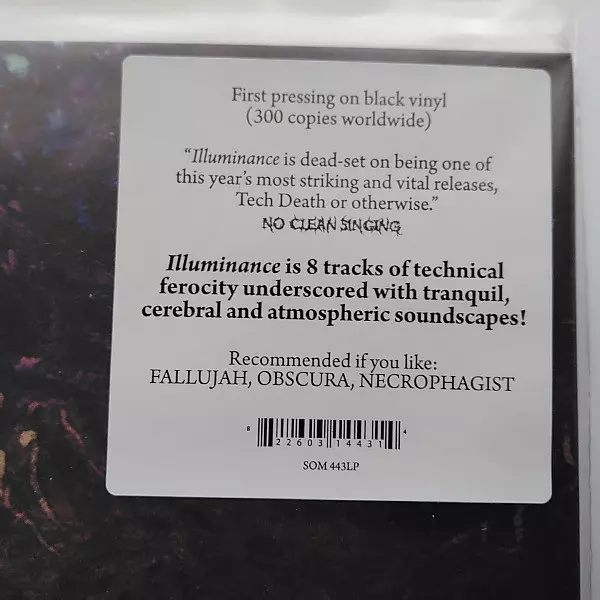 First pressing on black vinyl
(300 copies worldwide)
“Illuminance is dead-set on being one of
this year’s most striking and vital releases,
Tech Death or otherwise.”
NO CLEAN SINGING
Illuminance is 8 tracks of technical
ferocity underscored with tranquil,
cerebral and atmospheric soundscapes!
Recommended if you like:
FALLUJAH, OBSCURA, NECROPHAGIST
8 22603 14431 4
SOM 443LP